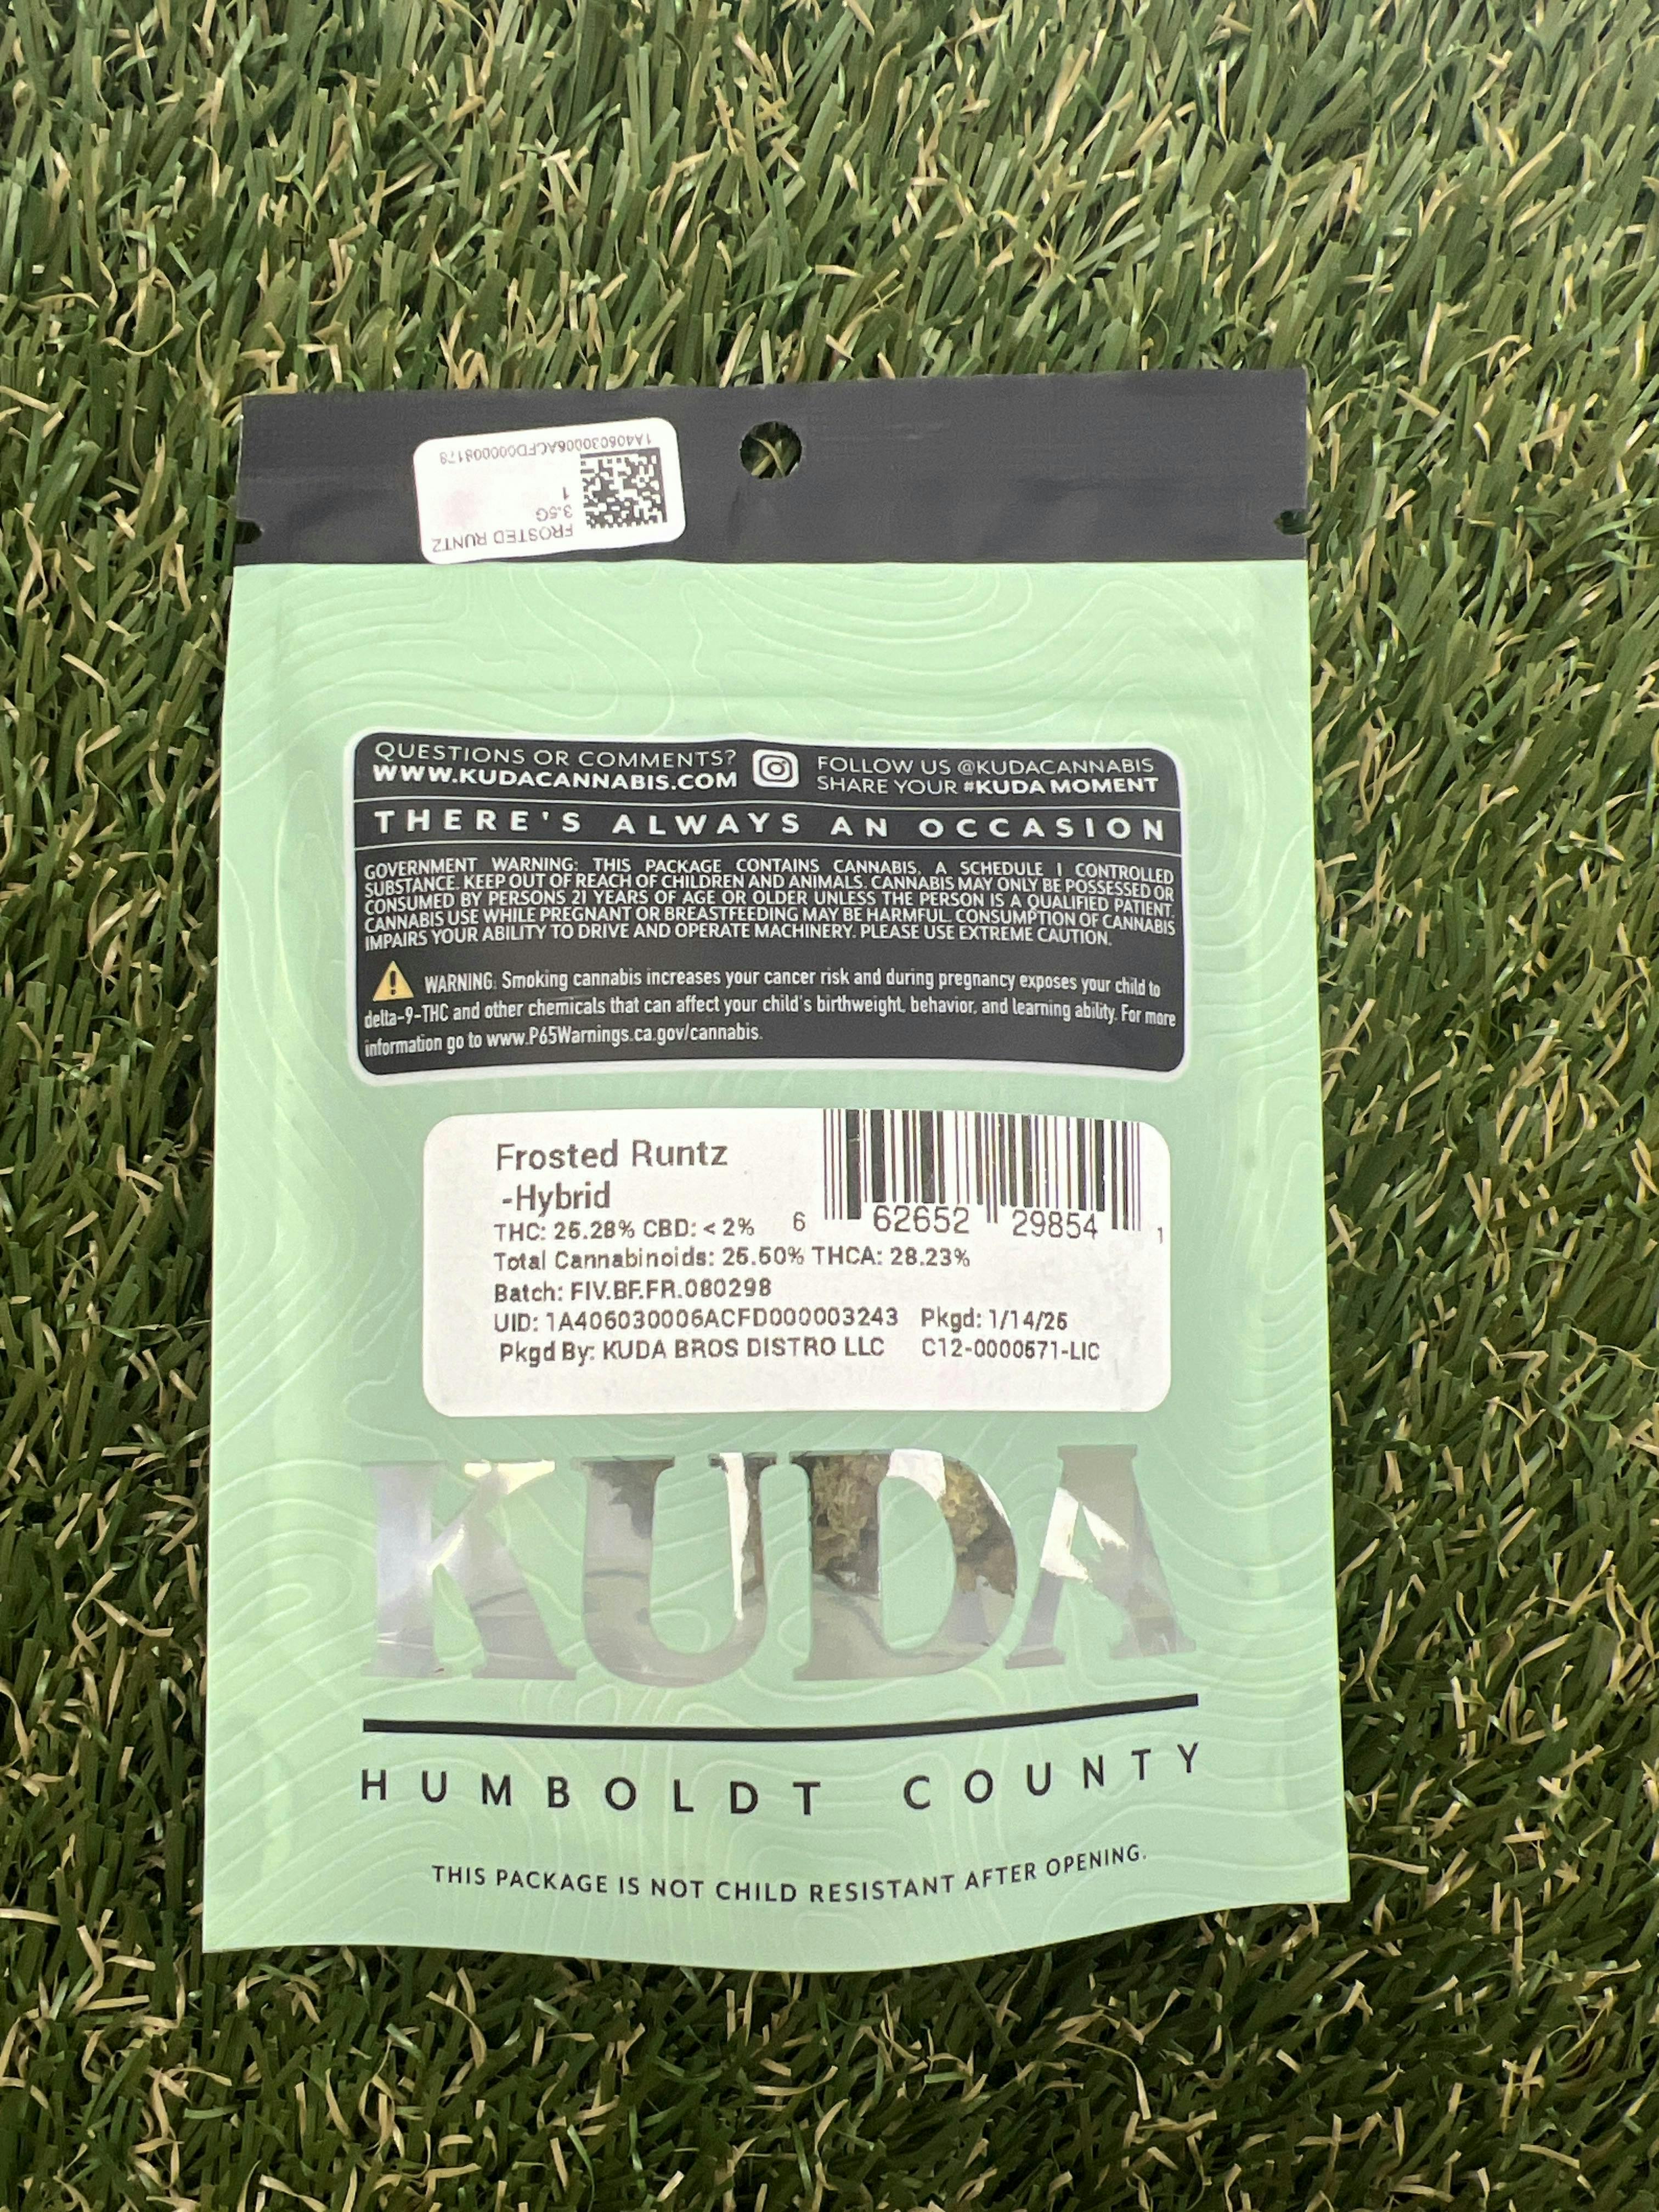 1A406030006ACFD000008178
1
3.5G
FROSTED RUNTZ
QUESTIONS OR COMMENTS?
WWW.KUDACANNABIS.COM
FOLLOW US @KUDACANNABIS
SHARE YOUR #KUDA MOMENT
THERE'S ALWAYS AN OCCASION
GOVERNMENT WARNING: THIS PACKAGE CONTAINS CANNABIS, A SCHEDULE I CONTROLLED
SUBSTANCE. KEEP OUT OF REACH OF CHILDREN AND ANIMALS. CANNABIS MAY ONLY BE POSSESSED OR
CONSUMED BY PERSONS 21 YEARS OF AGE OR OLDER UNLESS THE PERSON IS A QUALIFIED PATIENT.
CANNABIS USE WHILE PREGNANT OR BREASTFEEDING MAY BE HARMFUL. CONSUMPTION OF CANNABIS
IMPAIRS YOUR ABILITY TO DRIVE AND OPERATE MACHINERY. PLEASE USE EXTREME CAUTION.
WARNING: Smoking cannabis increases your cancer risk and during pregnancy exposes your child to
delta-9-THC and other chemicals that can affect your child's birthweight, behavior, and learning ability. For more
information go to www.P65Warnings.ca.gov/cannabis.
Frosted Runtz
-Hybrid
THC: 25.28% CBD: < 2%
6 62652 29854 1
Total Cannabinoids: 25.50% THCA: 28.23%
Batch: FIV.BF.FR.080298
UID: 1A406030006ACFD000003243 Pkgd: 1/14/25
Pkgd By: KUDA BROS DISTRO LLC C12-0000571-LIC
KUDA
HUMBOLDT COUNTY
THIS PACKAGE IS NOT CHILD RESISTANT AFTER OPENING.